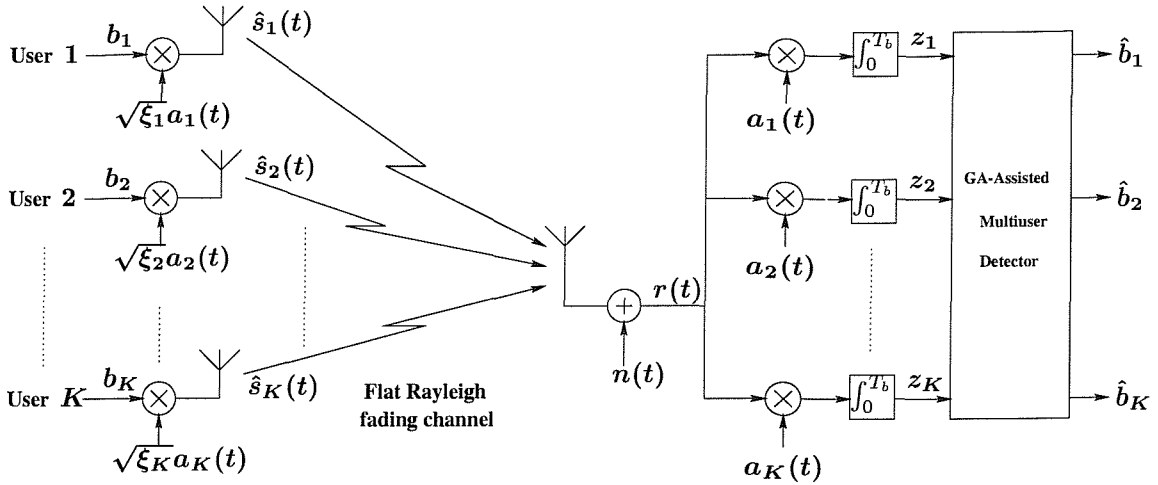 User 1
b₁
√ξ₁a₁(t)
ŝ₁(t)
User 2
b₂
√ξ₂a₂(t)
ŝ₂(t)
User K
b_K
√ξ_Ka_K(t)
ŝ_K(t)
Flat Rayleigh
fading channel
+
n(t)
r(t)
×
a₁(t)
∫₀^{T_b}
z₁
×
a₂(t)
∫₀^{T_b}
z₂
×
a_K(t)
∫₀^{T_b}
z_K
GA-Assisted
Multiuser
Detector
b̂₁
b̂₂
b̂_K